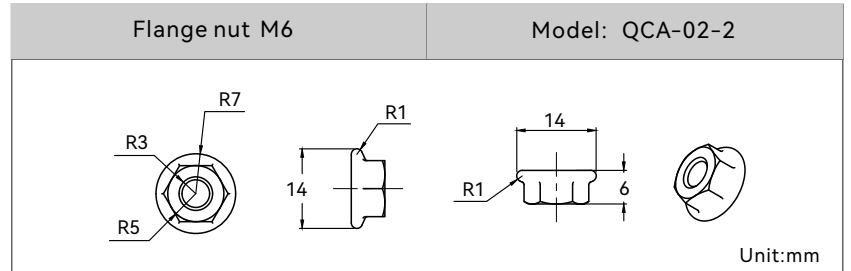 Flange nut M6
Model: QCA-02-2
R7
R3
R5
R1
14
14
R1
6
Unit:mm